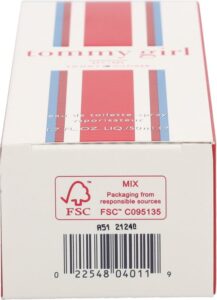 tommy girl
eau de toilette spray
Vaporisateur
FSC
MIX
Packaging from
responsible sources
FSC™ C095135
A51 2124
0 22548 04011 9